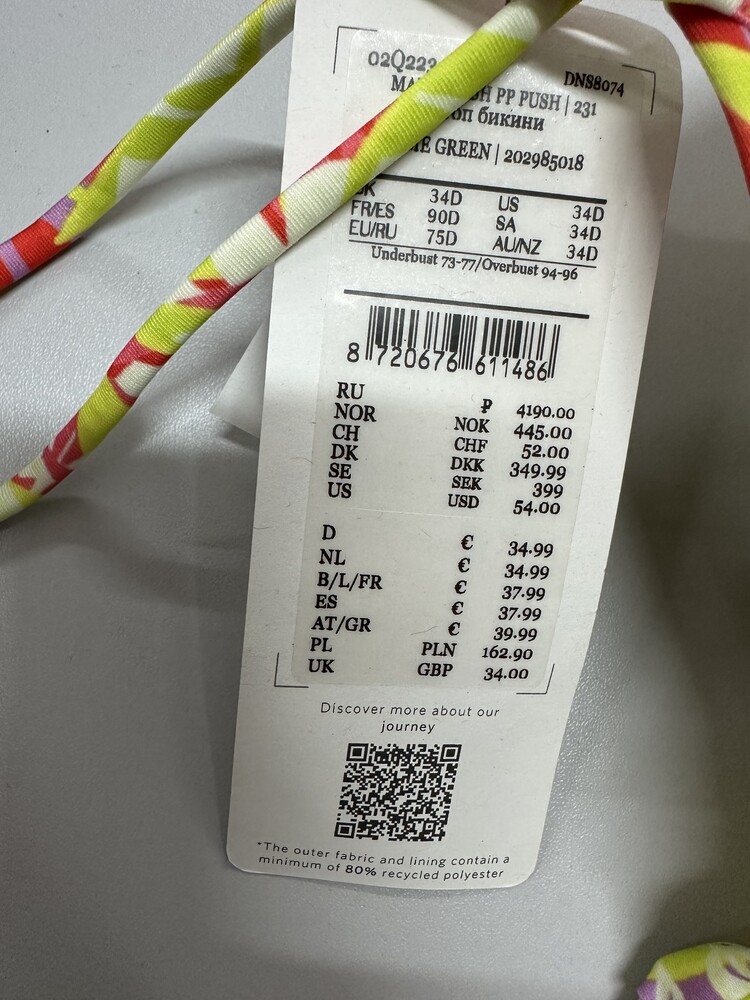 02Q222
DNS8074
PP PUSH | 231
бикини
GREEN | 202985018
34D US 34D
FR/ES 90D SA 34D
EU/RU 75D AU/NZ 34D
Underbust 73-77/Overbust 94-96
8 720676 611486
RU ₽ 4190.00
NOR NOK 445.00
CH CHF 52.00
DK DKK 349.99
SE SEK 399
US USD 54.00
D € 34.99
NL € 34.99
B/L/FR € 37.99
ES € 37.99
AT/GR € 39.99
PL PLN 162.90
UK GBP 34.00
Discover more about our
journey
*The outer fabric and lining contain a
minimum of 80% recycled polyester